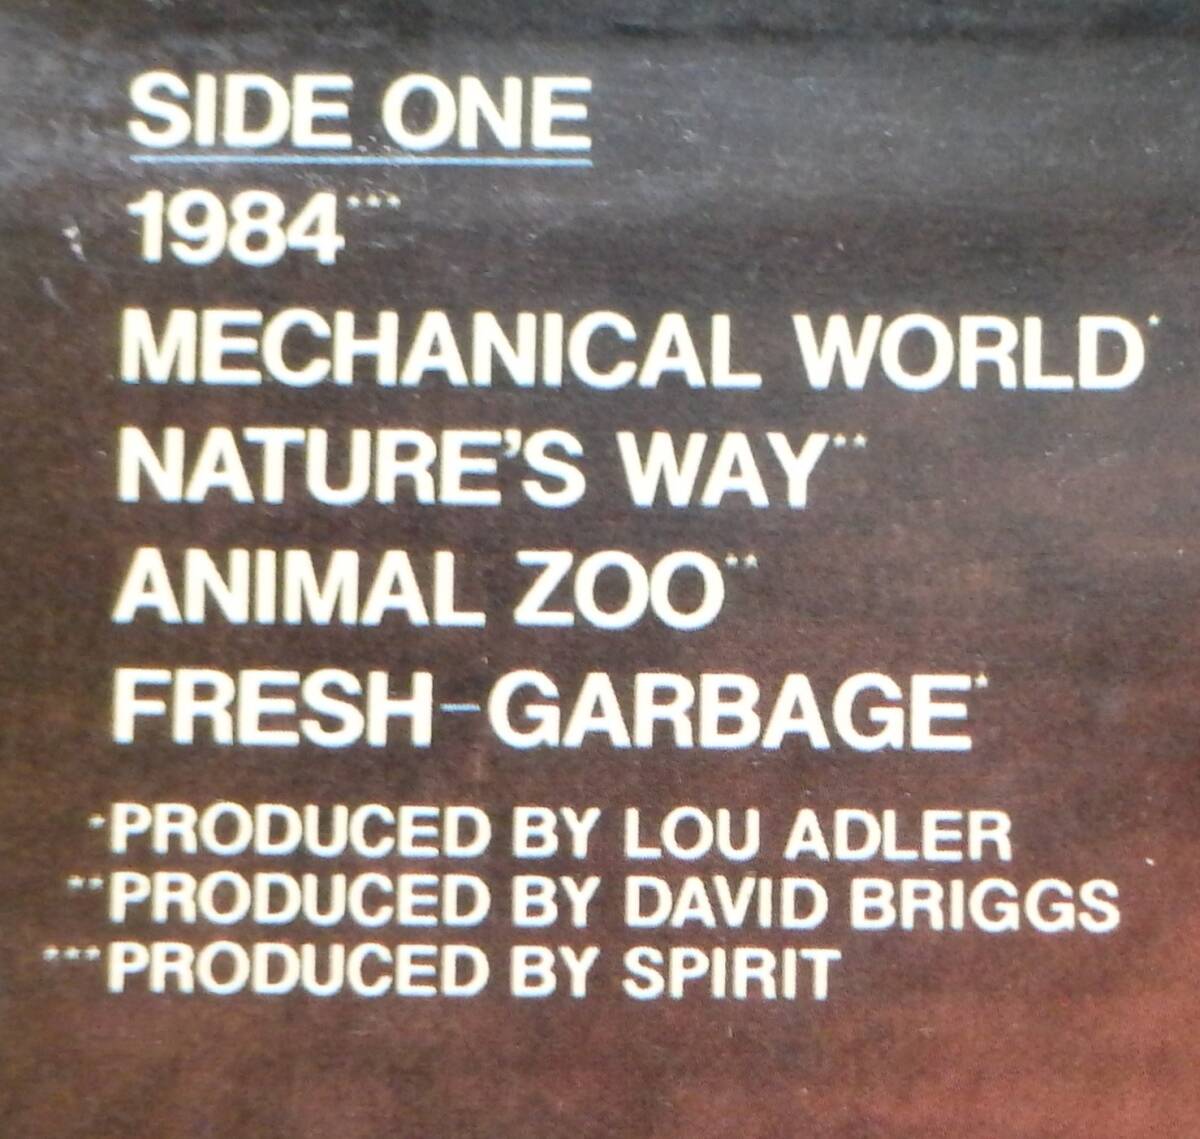 SIDE ONE
1984***
MECHANICAL WORLD*
NATURE'S WAY**
ANIMAL ZOO**
FRESH-GARBAGE*
*PRODUCED BY LOU ADLER
**PRODUCED BY DAVID BRIGGS
***PRODUCED BY SPIRIT